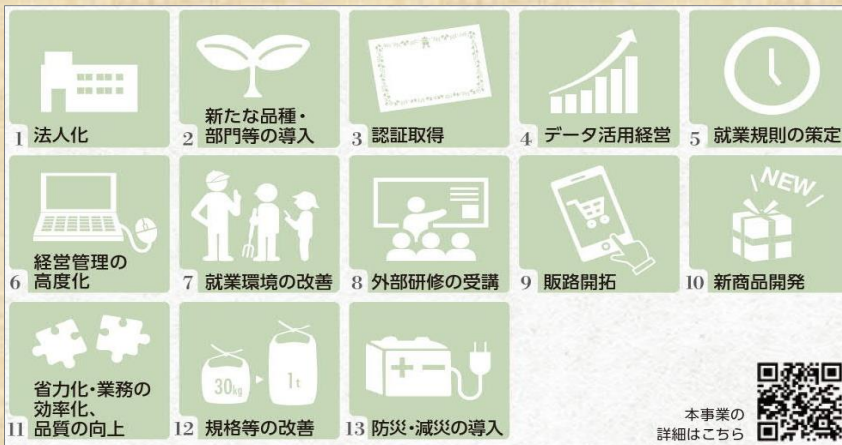 1 法人化
2 新たな品種・
部門等の導入
3 認証取得
4 データ活用経営
5 就業規則の策定
6 経営管理の
高度化
7 就業環境の改善
8 外部研修の受講
9 販路開拓
NEW
10 新商品開発
11 省力化・業務の
効率化、
品質の向上
30kg 1t
12 規格等の改善
13 防災・減災の導入
本事業の
詳細はこちら